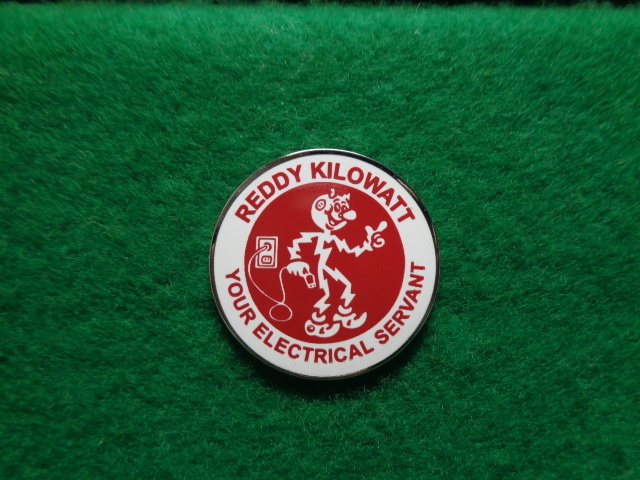 REDDY KILOWATT
YOUR ELECTRICAL SERVANT